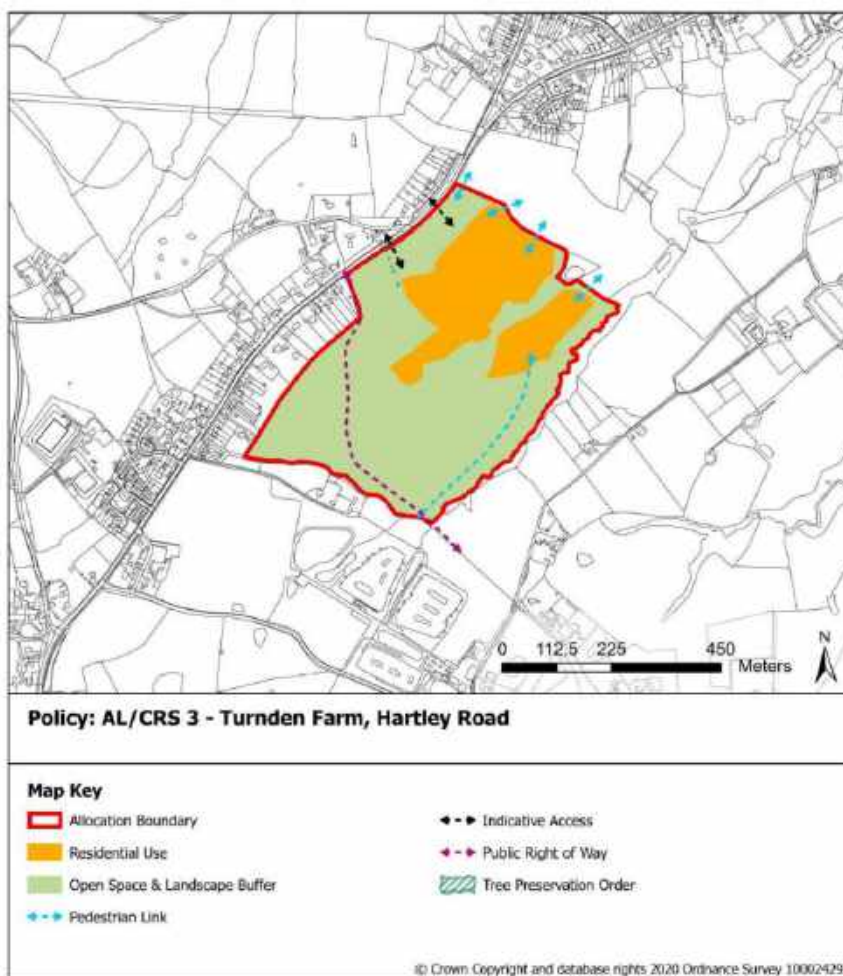 0 112.5 225 450
Meters
N
Policy: AL/CRS 3 - Turnden Farm, Hartley Road
Map Key
Allocation Boundary
Residential Use
Open Space & Landscape Buffer
Pedestrian Link
Indicative Access
Public Right of Way
Tree Preservation Order
© Crown Copyright and database rights 2020 Ordnance Survey 10002429